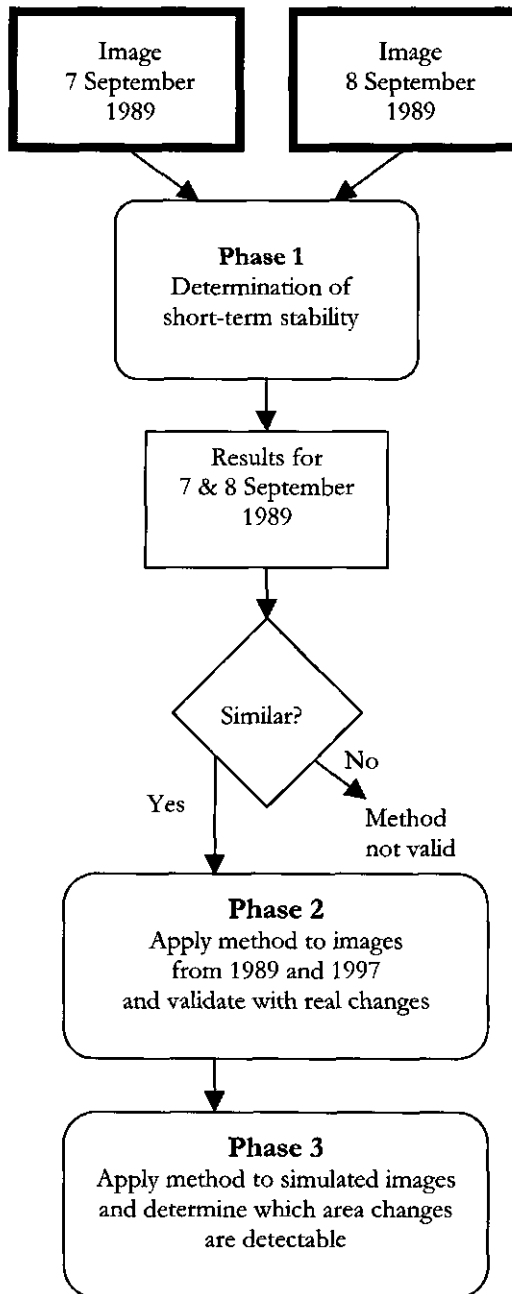 Image
7 September
1989
Image
8 September
1989
Phase 1
Determination of
short-term stability
Results for
7 & 8 September
1989
Similar?
No
Yes
Method
not valid
Phase 2
Apply method to images
from 1989 and 1997
and validate with real changes
Phase 3
Apply method to simulated images
and determine which area changes
are detectable